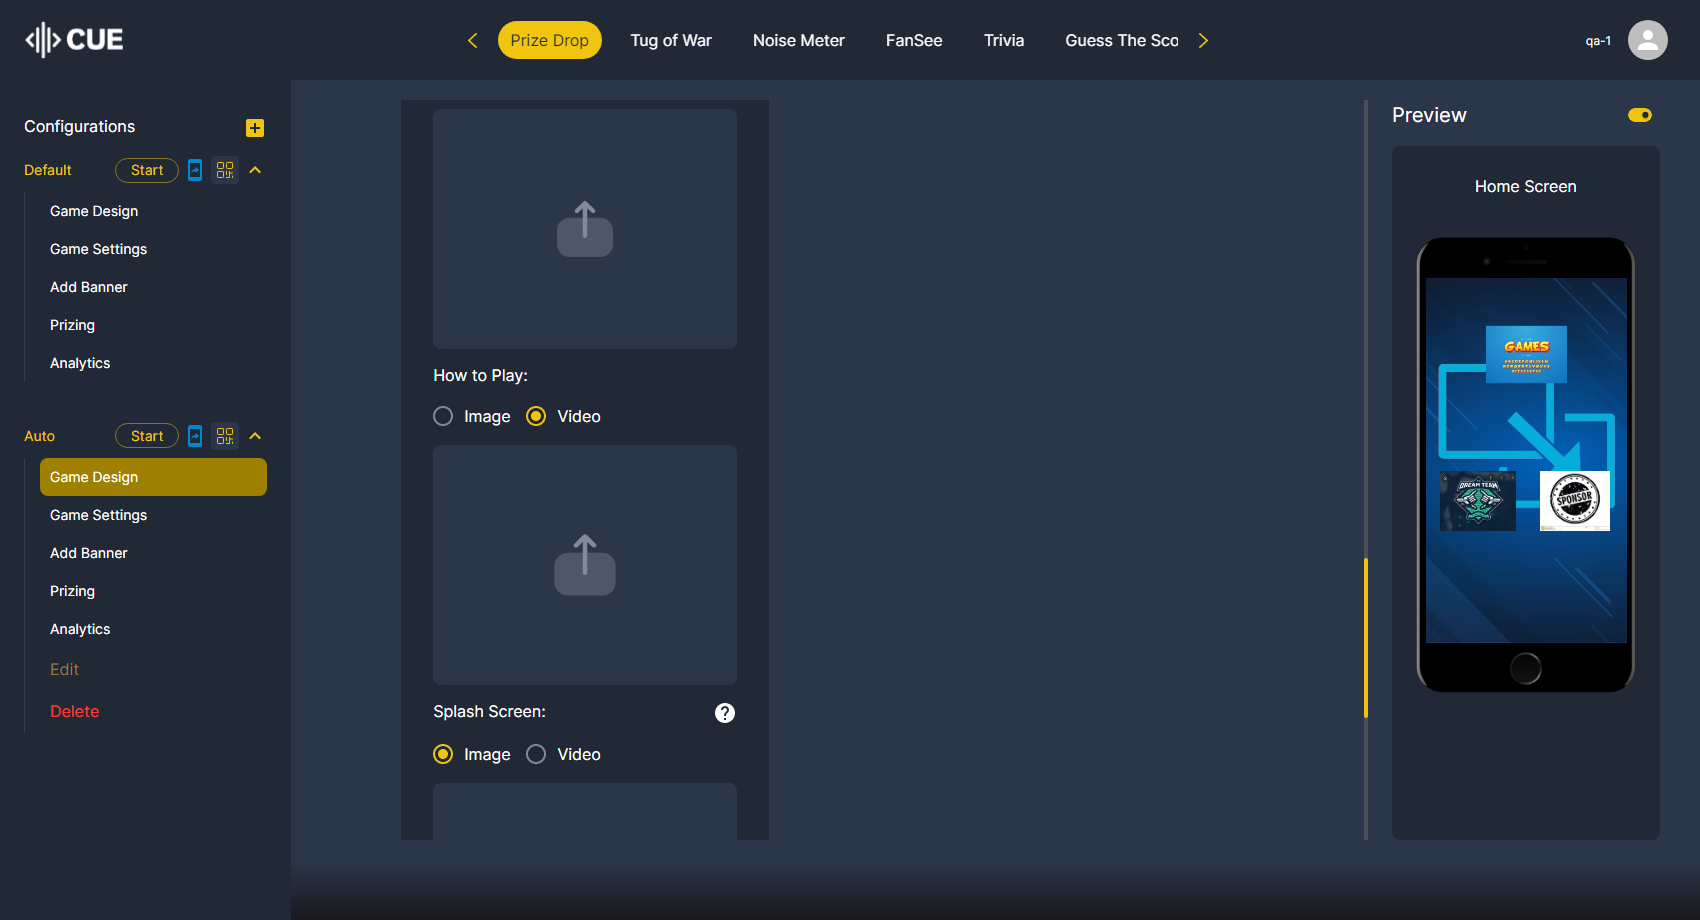 CUE
Prize Drop
Tug of War
Noise Meter
FanSee
Trivia
Guess The Sco
qa-1
Configurations
Default
Start
Game Design
Game Settings
Add Banner
Prizing
Analytics
Auto
Start
Game Design
Game Settings
Add Banner
Prizing
Analytics
Edit
Delete
How to Play:
Image
Video
Splash Screen:
?
Image
Video
Preview
Home Screen
GAMES
DREAM TEAM
SPONSOR